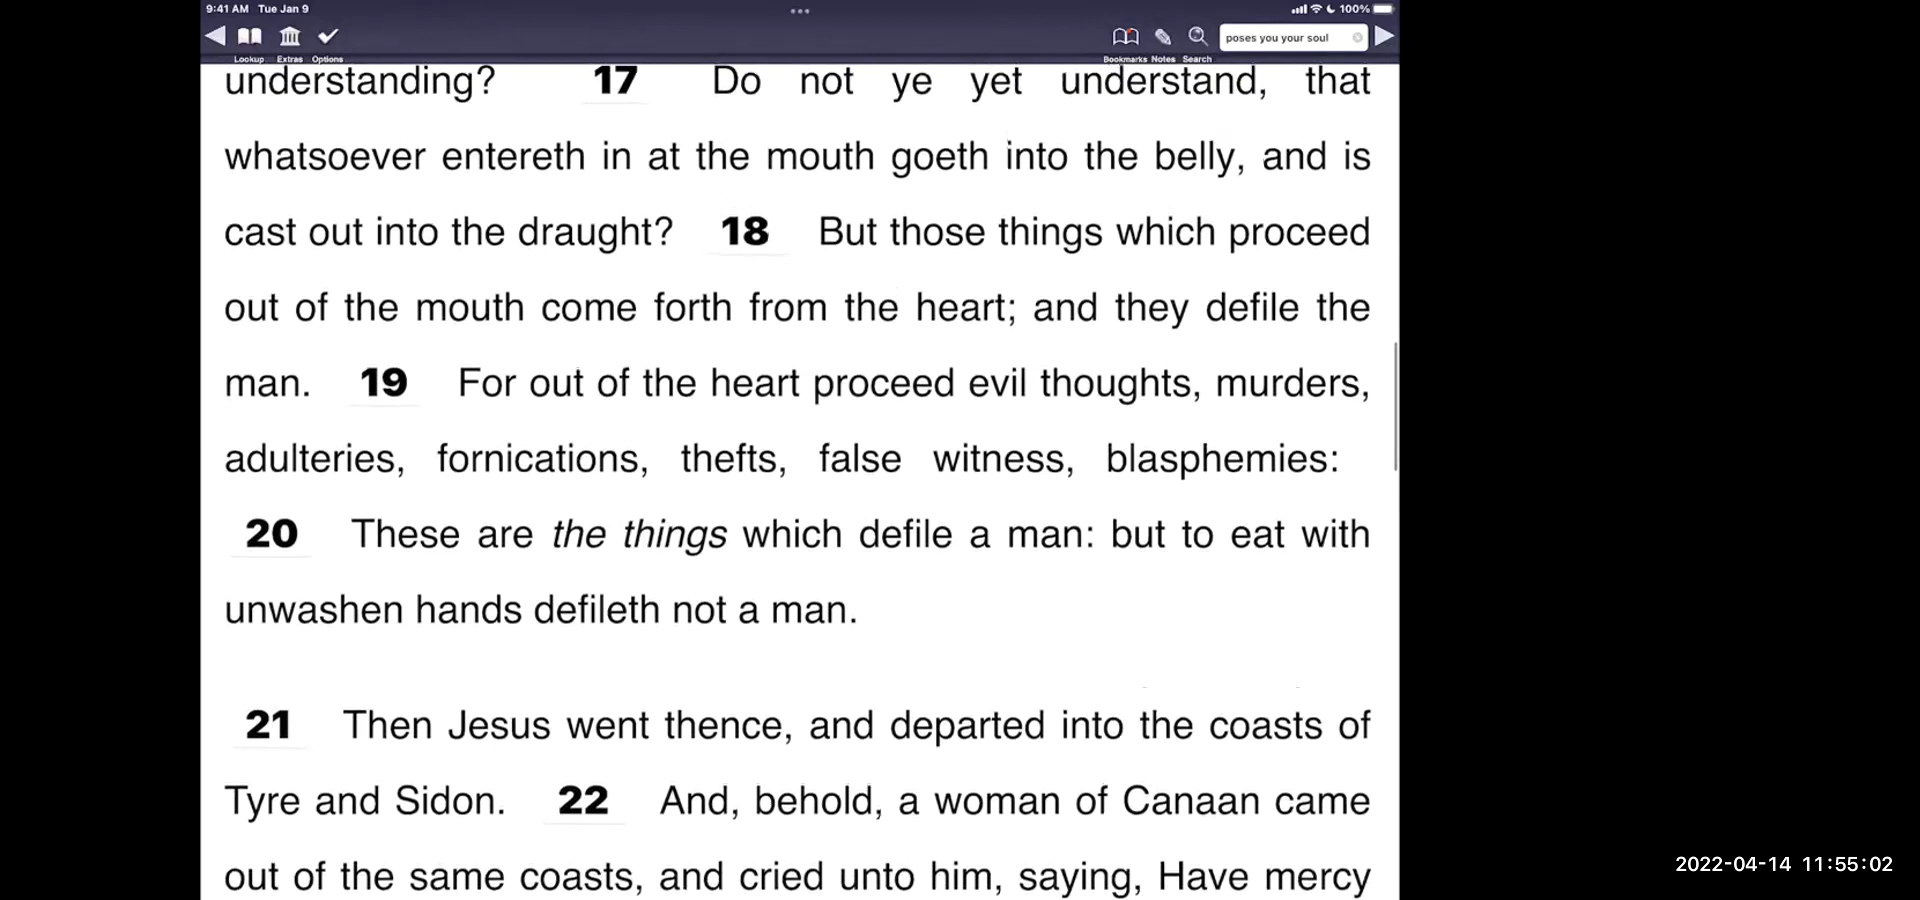 9:41 AM Tue Jan 9
100%
Lookup Extras Options
Bookmarks Notes Search
poses you your soul
understanding? 17 Do not ye yet understand, that
whatsoever entereth in at the mouth goeth into the belly, and is
cast out into the draught? 18 But those things which proceed
out of the mouth come forth from the heart; and they defile the
man. 19 For out of the heart proceed evil thoughts, murders,
adulteries, fornications, thefts, false witness, blasphemies:
20 These are the things which defile a man: but to eat with
unwashen hands defileth not a man.
21 Then Jesus went thence, and departed into the coasts of
Tyre and Sidon. 22 And, behold, a woman of Canaan came
out of the same coasts, and cried unto him, saying, Have mercy
2022-04-14 11:55:02